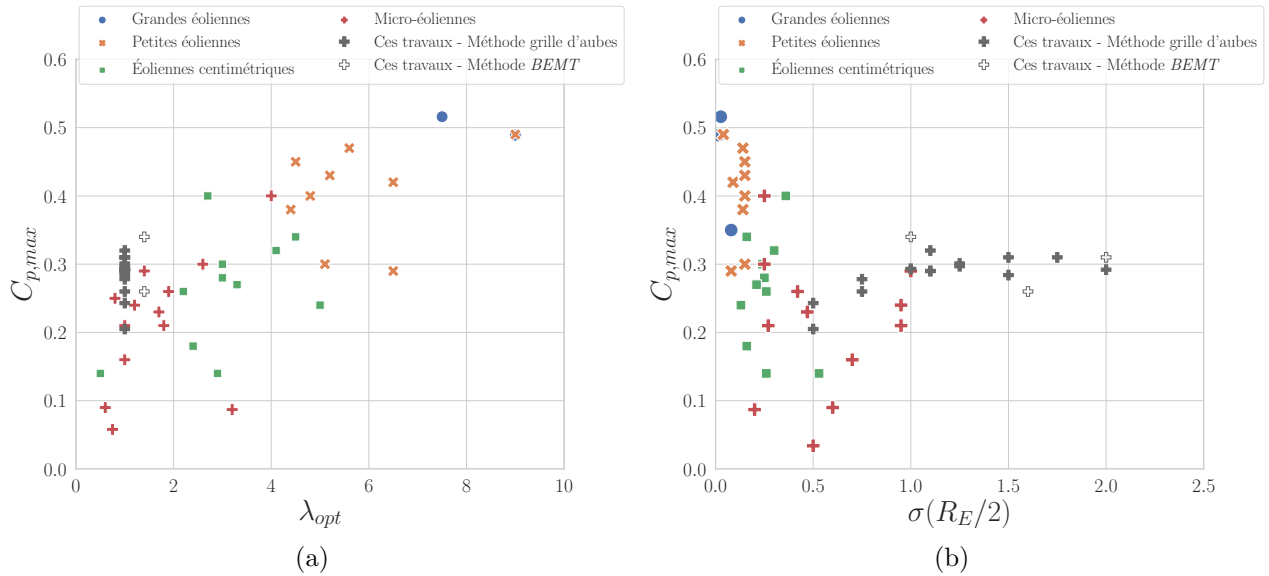 Grandes éoliennes
Petites éoliennes
Éoliennes centimétriques
Micro-éoliennes
Ces travaux - Méthode grille d'aubes
Ces travaux - Méthode BEMT
0.6
0.5
0.4
0.3
0.2
0.1
0.0
C_{p,max}
0 2 4 6 8 10
λ_{opt}
(a)
Grandes éoliennes
Petites éoliennes
Éoliennes centimétriques
Micro-éoliennes
Ces travaux - Méthode grille d'aubes
Ces travaux - Méthode BEMT
0.6
0.5
0.4
0.3
0.2
0.1
0.0
C_{p,max}
0.0 0.5 1.0 1.5 2.0 2.5
σ(R_E/2)
(b)